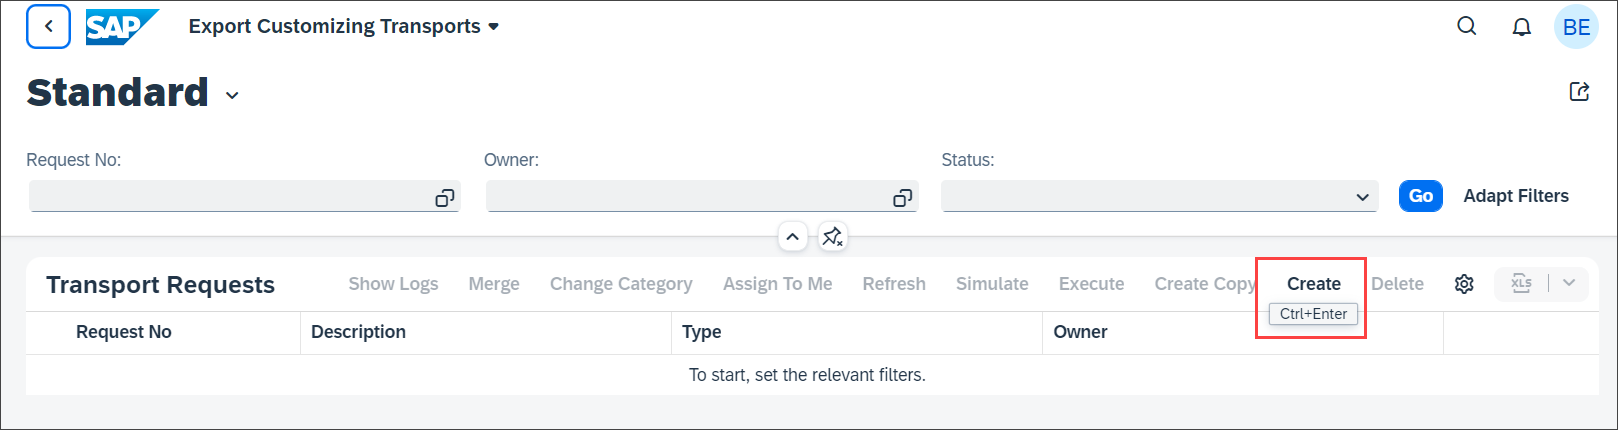 SAP Export Customizing Transports BE
Standard
Request No: Owner: Status:
Go Adapt Filters
Transport Requests Show Logs Merge Change Category Assign To Me Refresh Simulate Execute Create Copy Create Delete XLS
Ctrl+Enter
Request No Description Type Owner
To start, set the relevant filters.